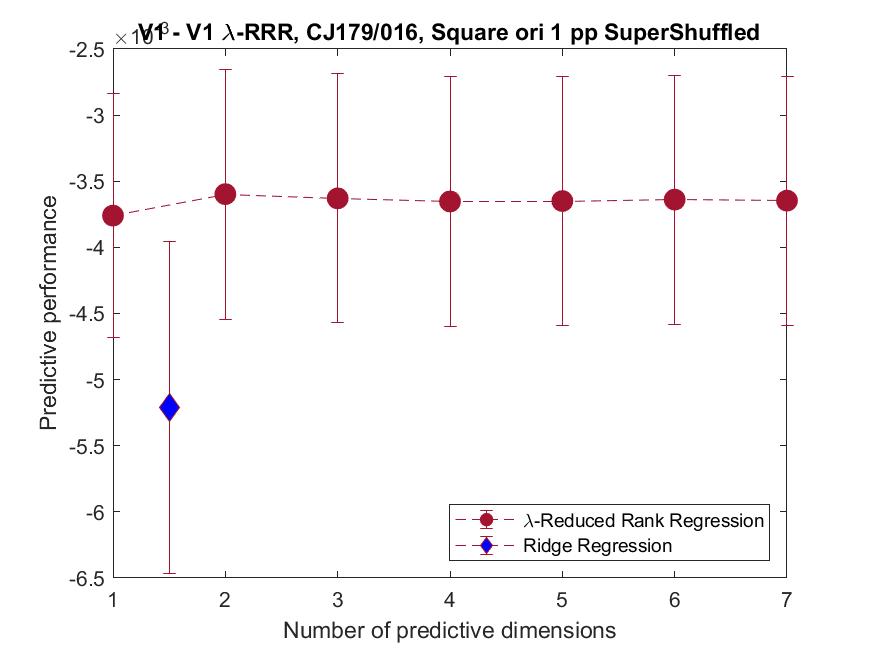 V1 - V1 λ-RRR, CJ179/016, Square ori 1 pp SuperShuffled
×10⁻³
-2.5
-3
-3.5
-4
-4.5
-5
-5.5
-6
-6.5
Predictive performance
λ-Reduced Rank Regression
Ridge Regression
1 2 3 4 5 6 7
Number of predictive dimensions